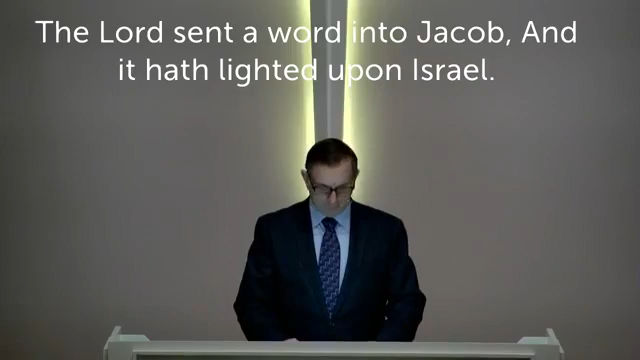 The Lord sent a word into Jacob, And
it hath lighted upon Israel.